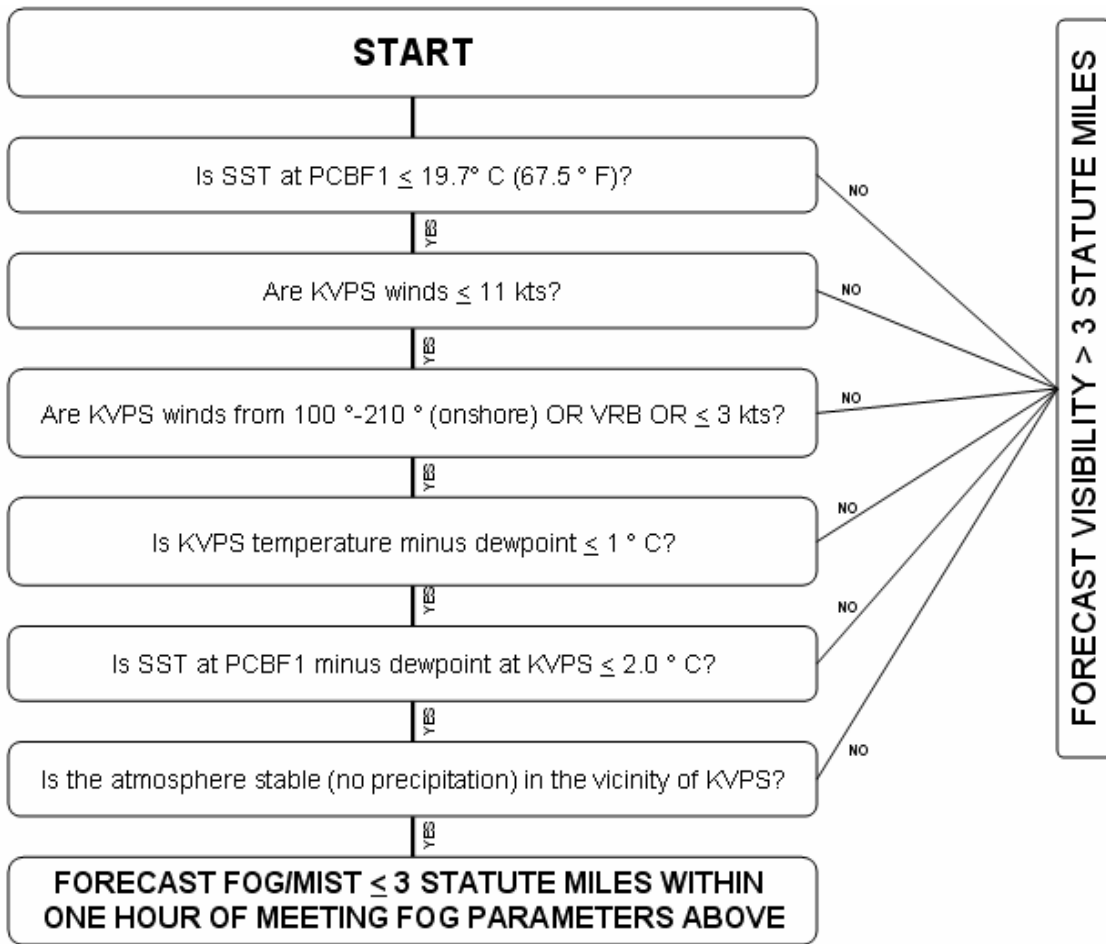 START
Is SST at PCBF1 ≤ 19.7° C (67.5 ° F)?
NO
YES
Are KVPS winds ≤ 11 kts?
NO
YES
Are KVPS winds from 100 °-210 ° (onshore) OR VRB OR ≤ 3 kts?
NO
YES
Is KVPS temperature minus dewpoint ≤ 1 ° C?
NO
YES
Is SST at PCBF1 minus dewpoint at KVPS ≤ 2.0 ° C?
NO
YES
Is the atmosphere stable (no precipitation) in the vicinity of KVPS?
NO
YES
FORECAST FOG/MIST ≤ 3 STATUTE MILES WITHIN
ONE HOUR OF MEETING FOG PARAMETERS ABOVE
FORECAST VISIBILITY > 3 STATUTE MILES